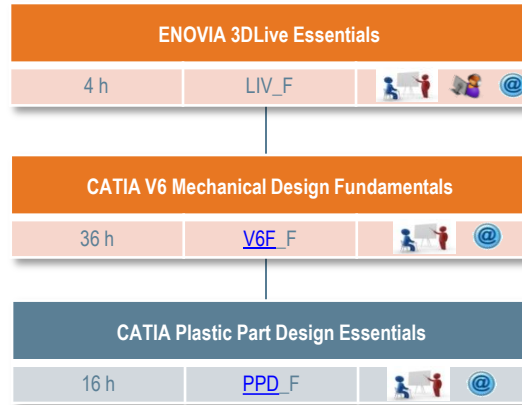 ENOVIA 3DLive Essentials
4 h LIV_F @
CATIA V6 Mechanical Design Fundamentals
36 h V6F_F @
CATIA Plastic Part Design Essentials
16 h PPD_F @